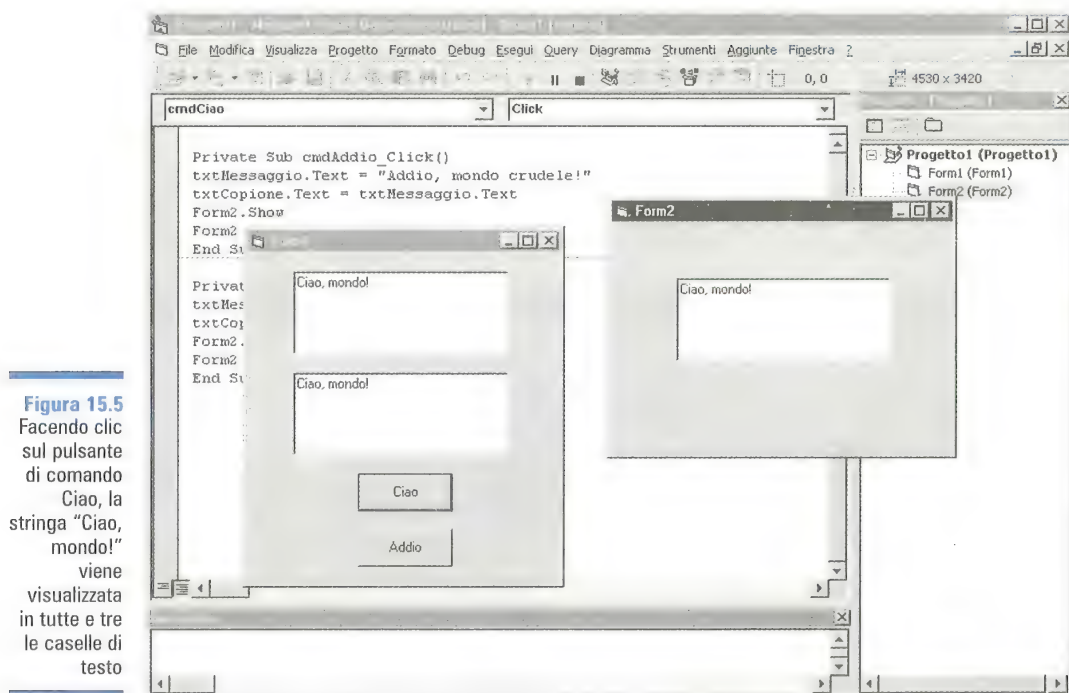 File Modifica Visualizza Progetto Formato Debug Esegui Query Diagramma Strumenti Aggiunte Finestra ?
0, 0
4530 x 3420
cmdCiao
Click
Private Sub cmdAddio_Click()
txtMessaggio.Text = "Addio, mondo crudele!"
txtCopione.Text = txtMessaggio.Text
Form2.Show
Form2
End Su
Privat
txtMes
txtCop
Form2.
Form2
End Su
Ciao, mondo!
Ciao, mondo!
Ciao
Addio
Form2
Ciao, mondo!
Progetto1 (Progetto1)
Form1 (Form1)
Form2 (Form2)
Figura 15.5
Facendo clic
sul pulsante
di comando
Ciao, la
stringa "Ciao,
mondo!"
viene
visualizzata
in tutte e tre
le caselle di
testo